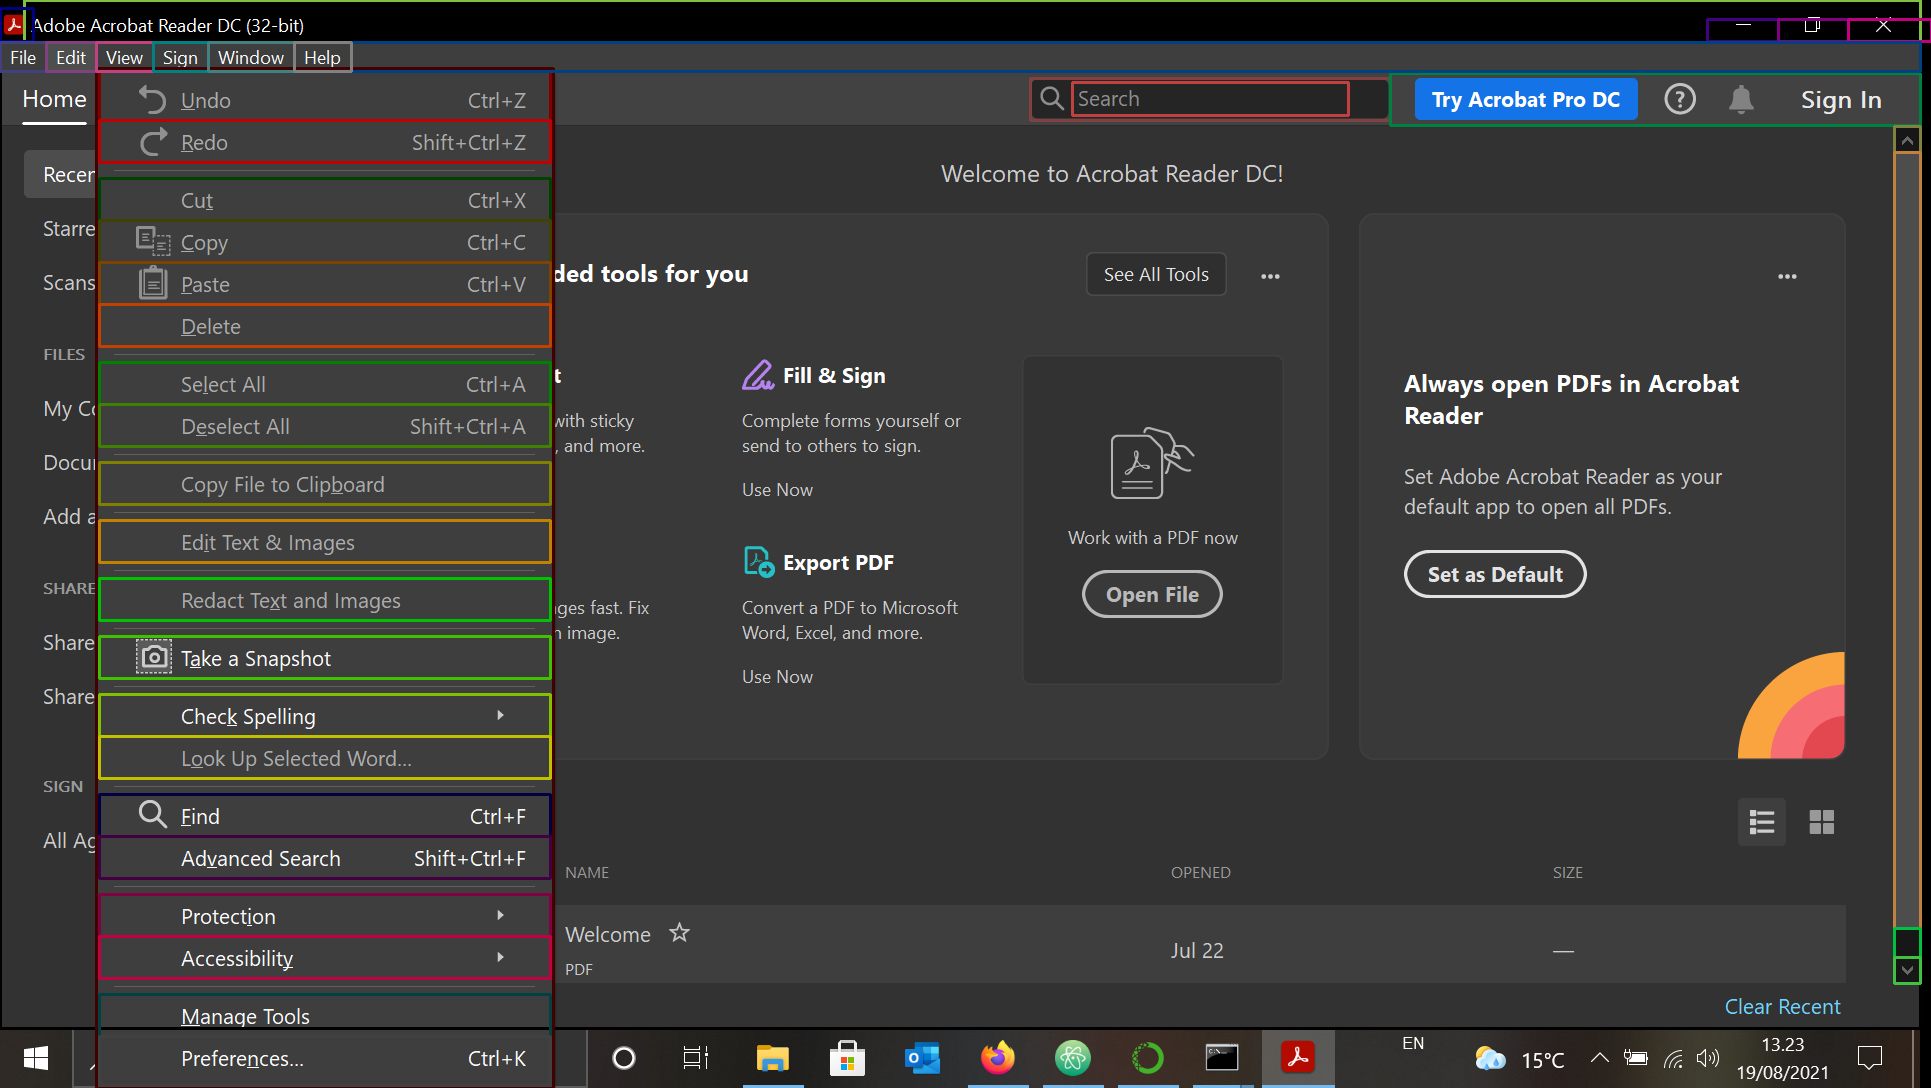 Adobe Acrobat Reader DC (32-bit)
File Edit View Sign Window Help
Home
Search
Try Acrobat Pro DC
Sign In
Undo Ctrl+Z
Redo Shift+Ctrl+Z
Cut Ctrl+X
Copy Ctrl+C
Paste Ctrl+V
Delete
Select All Ctrl+A
Deselect All Shift+Ctrl+A
Copy File to Clipboard
Edit Text & Images
Redact Text and Images
Take a Snapshot
Check Spelling
Look Up Selected Word...
Find Ctrl+F
Advanced Search Shift+Ctrl+F
Protection
Accessibility
Manage Tools
Preferences... Ctrl+K
Recen
Starre
Scans
FILES
My Co
Docu
Add a
SHARE
Share
Share
SIGN
All Ag
Welcome to Acrobat Reader DC!
ded tools for you
See All Tools
t
with sticky
, and more.
ges fast. Fix
image.
Fill & Sign
Complete forms yourself or
send to others to sign.
Use Now
Export PDF
Convert a PDF to Microsoft
Word, Excel, and more.
Use Now
Work with a PDF now
Open File
Always open PDFs in Acrobat
Reader
Set Adobe Acrobat Reader as your
default app to open all PDFs.
Set as Default
NAME OPENED SIZE
Welcome
PDF
Jul 22 —
Clear Recent
EN
15°C
13.23
19/08/2021